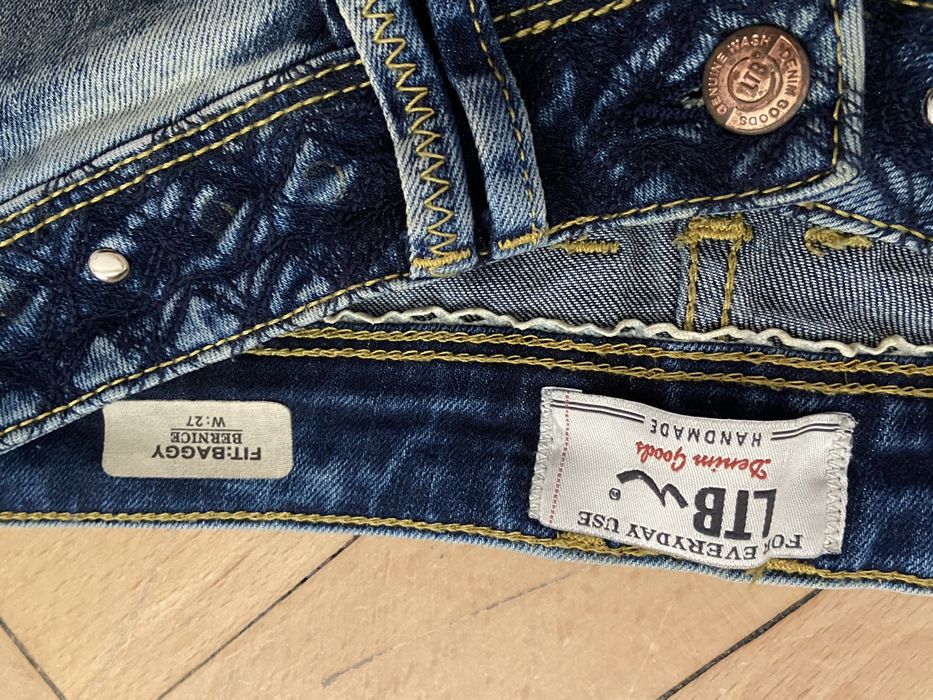 GENUINE WASH DENIM GOODS
LTB
FIT:BAGGY
BERNICE
W:27
FOR EVERYDAY USE
LTB ®
Denim Goods
HANDMADE